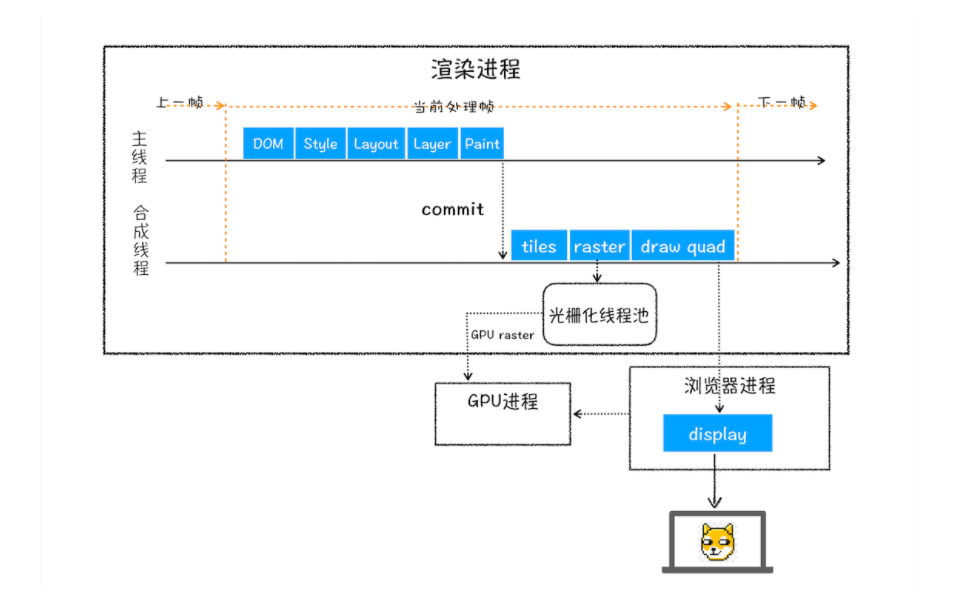 渲染进程
上一帧
当前处理帧
下一帧
主线程
DOM Style Layout Layer Paint
合成线程
commit
tiles raster draw quad
光栅化线程池
GPU raster
GPU进程
浏览器进程
display